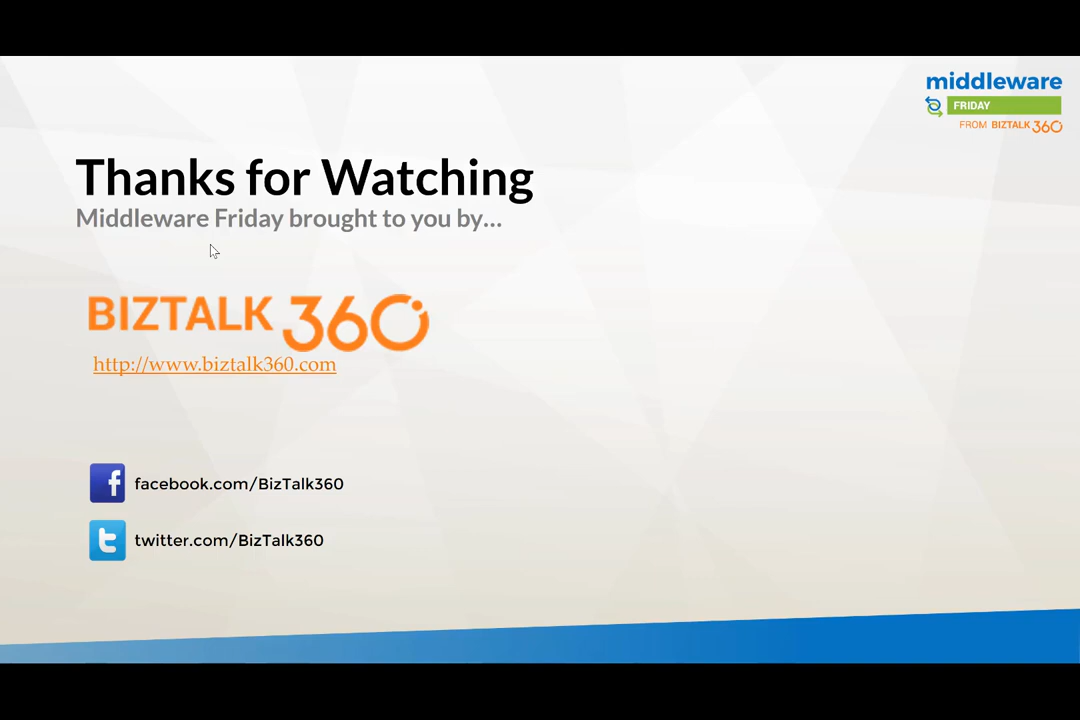 middleware
FRIDAY
FROM BIZTALK 360
Thanks for Watching
Middleware Friday brought to you by...
BIZTALK 360
http://www.biztalk360.com
f facebook.com/BizTalk360
t twitter.com/BizTalk360